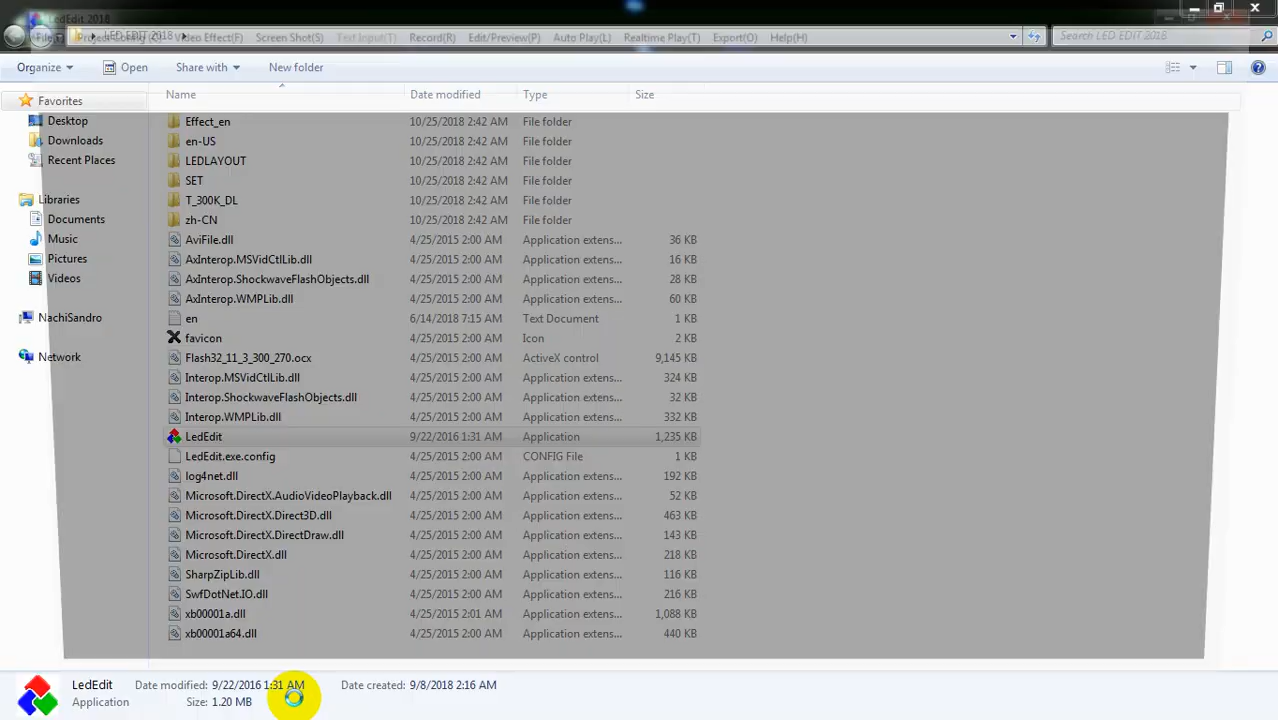 LedEdit 2018
LED EDIT 2018
Video Effect(F) Screen Shot(S) Text Input(T) Record(R) Edit/Preview(P) Auto Play(L) Realtime Play(T) Export(O) Help(H)
Search LED EDIT 2018
Organize Open Share with New folder
Name Date modified Type Size
Favorites
Desktop
Downloads
Recent Places
Libraries
Documents
Music
Pictures
Videos
NachiSandro
Network
Effect_en 10/25/2018 2:42 AM File folder
en-US 10/25/2018 2:42 AM File folder
LEDLAYOUT 10/25/2018 2:42 AM File folder
SET 10/25/2018 2:42 AM File folder
T_300K_DL 10/25/2018 2:42 AM File folder
zh-CN 10/25/2018 2:42 AM File folder
AviFile.dll 4/25/2015 2:00 AM Application extens... 36 KB
AxInterop.MSVidCtlLib.dll 4/25/2015 2:00 AM Application extens... 16 KB
AxInterop.ShockwaveFlashObjects.dll 4/25/2015 2:00 AM Application extens... 28 KB
AxInterop.WMPLib.dll 4/25/2015 2:00 AM Application extens... 60 KB
en 6/14/2018 7:15 AM Text Document 1 KB
favicon 4/25/2015 2:00 AM Icon 2 KB
Flash32_11_3_300_270.ocx 4/25/2015 2:00 AM ActiveX control 9,145 KB
Interop.MSVidCtlLib.dll 4/25/2015 2:00 AM Application extens... 324 KB
Interop.ShockwaveFlashObjects.dll 4/25/2015 2:00 AM Application extens... 32 KB
Interop.WMPLib.dll 4/25/2015 2:00 AM Application extens... 332 KB
LedEdit 9/22/2016 1:31 AM Application 1,235 KB
LedEdit.exe.config 4/25/2015 2:00 AM CONFIG File 1 KB
log4net.dll 4/25/2015 2:00 AM Application extens... 192 KB
Microsoft.DirectX.AudioVideoPlayback.dll 4/25/2015 2:00 AM Application extens... 52 KB
Microsoft.DirectX.Direct3D.dll 4/25/2015 2:00 AM Application extens... 463 KB
Microsoft.DirectX.DirectDraw.dll 4/25/2015 2:00 AM Application extens... 143 KB
Microsoft.DirectX.dll 4/25/2015 2:00 AM Application extens... 218 KB
SharpZipLib.dll 4/25/2015 2:00 AM Application extens... 116 KB
SwfDotNet.IO.dll 4/25/2015 2:00 AM Application extens... 216 KB
xb00001a.dll 4/25/2015 2:01 AM Application extens... 1,088 KB
xb00001a64.dll 4/25/2015 2:00 AM Application extens... 440 KB
LedEdit Date modified: 9/22/2016 1:31 AM Date created: 9/8/2018 2:16 AM
Application Size: 1.20 MB